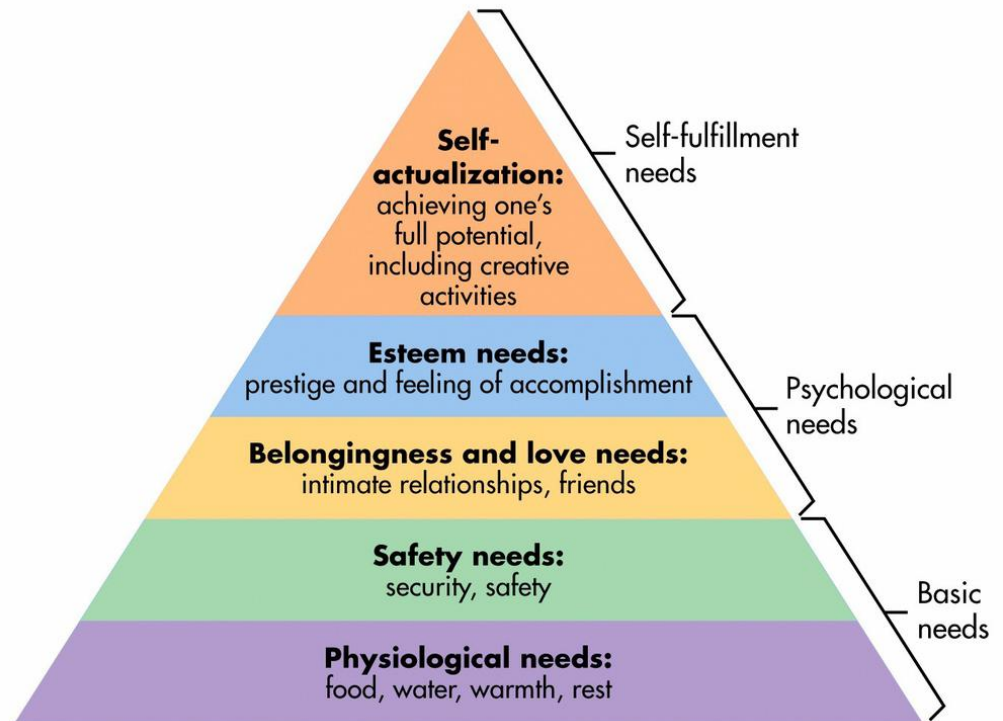 Self-
actualization:
achieving one's
full potential,
including creative
activities
Self-fulfillment
needs
Esteem needs:
prestige and feeling of accomplishment
Psychological
needs
Belongingness and love needs:
intimate relationships, friends
Safety needs:
security, safety
Basic
needs
Physiological needs:
food, water, warmth, rest